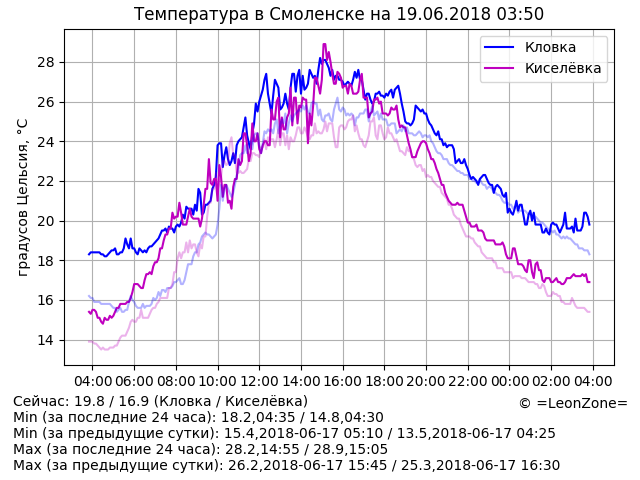 Температура в Смоленске на 19.06.2018 03:50
градусов Цельсия, °C
28
26
24
22
20
18
16
14
Кловка
Киселёвка
04:00 06:00 08:00 10:00 12:00 14:00 16:00 18:00 20:00 22:00 00:00 02:00 04:00
Сейчас: 19.8 / 16.9 (Кловка / Киселёвка)
© =LeonZone=
Min (за последние 24 часа): 18.2,04:35 / 14.8,04:30
Min (за предыдущие сутки): 15.4,2018-06-17 05:10 / 13.5,2018-06-17 04:25
Max (за последние 24 часа): 28.2,14:55 / 28.9,15:05
Max (за предыдущие сутки): 26.2,2018-06-17 15:45 / 25.3,2018-06-17 16:30